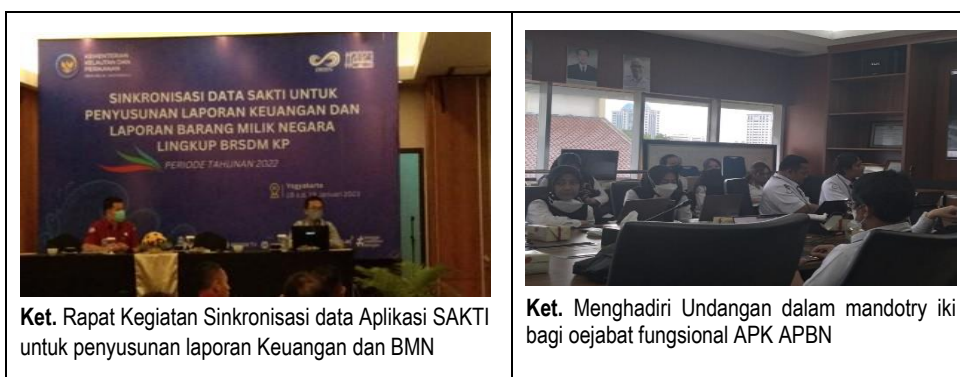 KEMENTERIAN
KELAUTAN DAN
PERIKANAN
SINKRONISASI DATA SAKTI UNTUK
PENYUSUNAN LAPORAN KEUANGAN DAN
LAPORAN BARANG MILIK NEGARA
LINGKUP BRSDM KP
PERIODE TAHUNAN 2022
Yogyakarta
Januari 2023
Ket. Rapat Kegiatan Sinkronisasi data Aplikasi SAKTI
untuk penyusunan laporan Keuangan dan BMN
Ket. Menghadiri Undangan dalam mandotry iki
bagi oejabat fungsional APK APBN